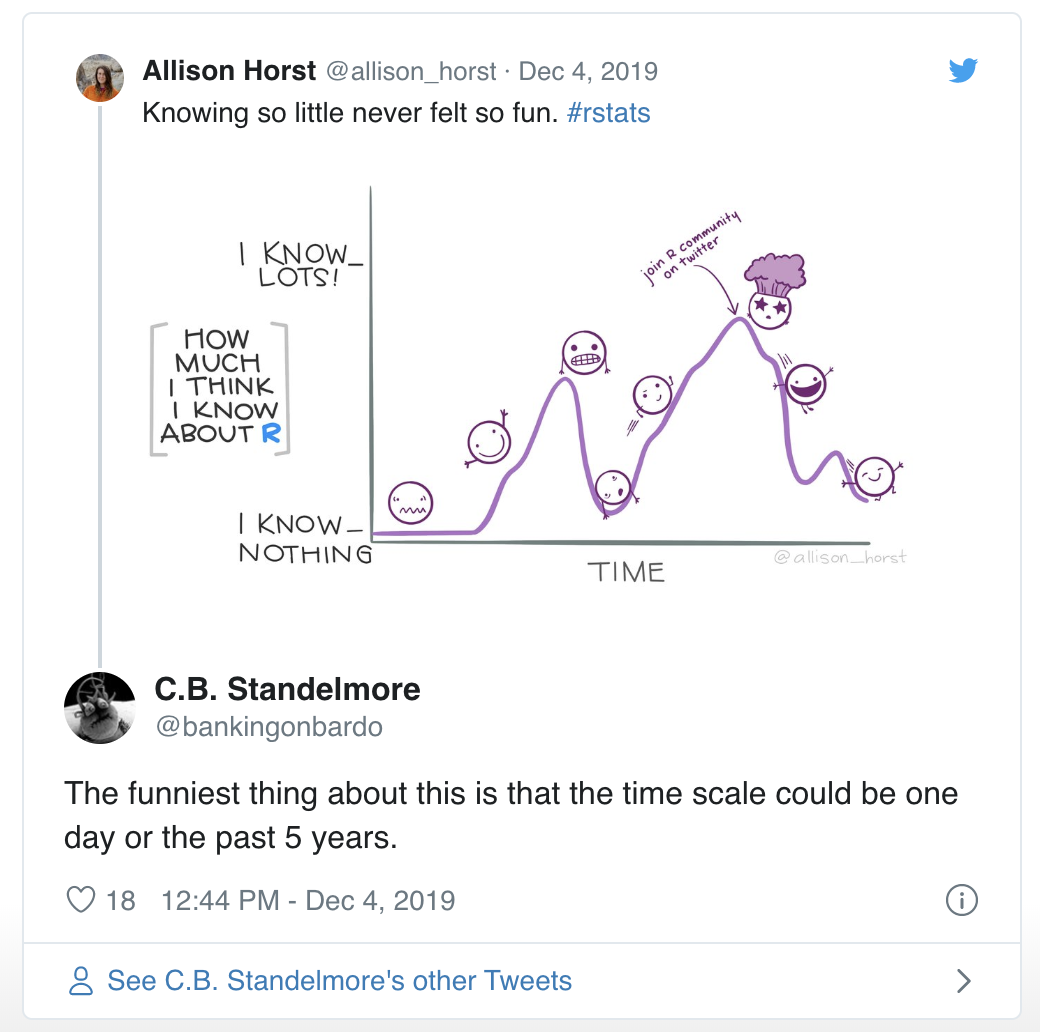 Allison Horst @allison_horst · Dec 4, 2019
Knowing so little never felt so fun. #rstats
join R community
on twitter
I KNOW_
LOTS!
HOW
MUCH
I THINK
I KNOW
ABOUT R
I KNOW_
NOTHING
TIME
@allison_horst
C.B. Standelmore
@bankingonbardo
The funniest thing about this is that the time scale could be one
day or the past 5 years.
18 12:44 PM - Dec 4, 2019
See C.B. Standelmore's other Tweets